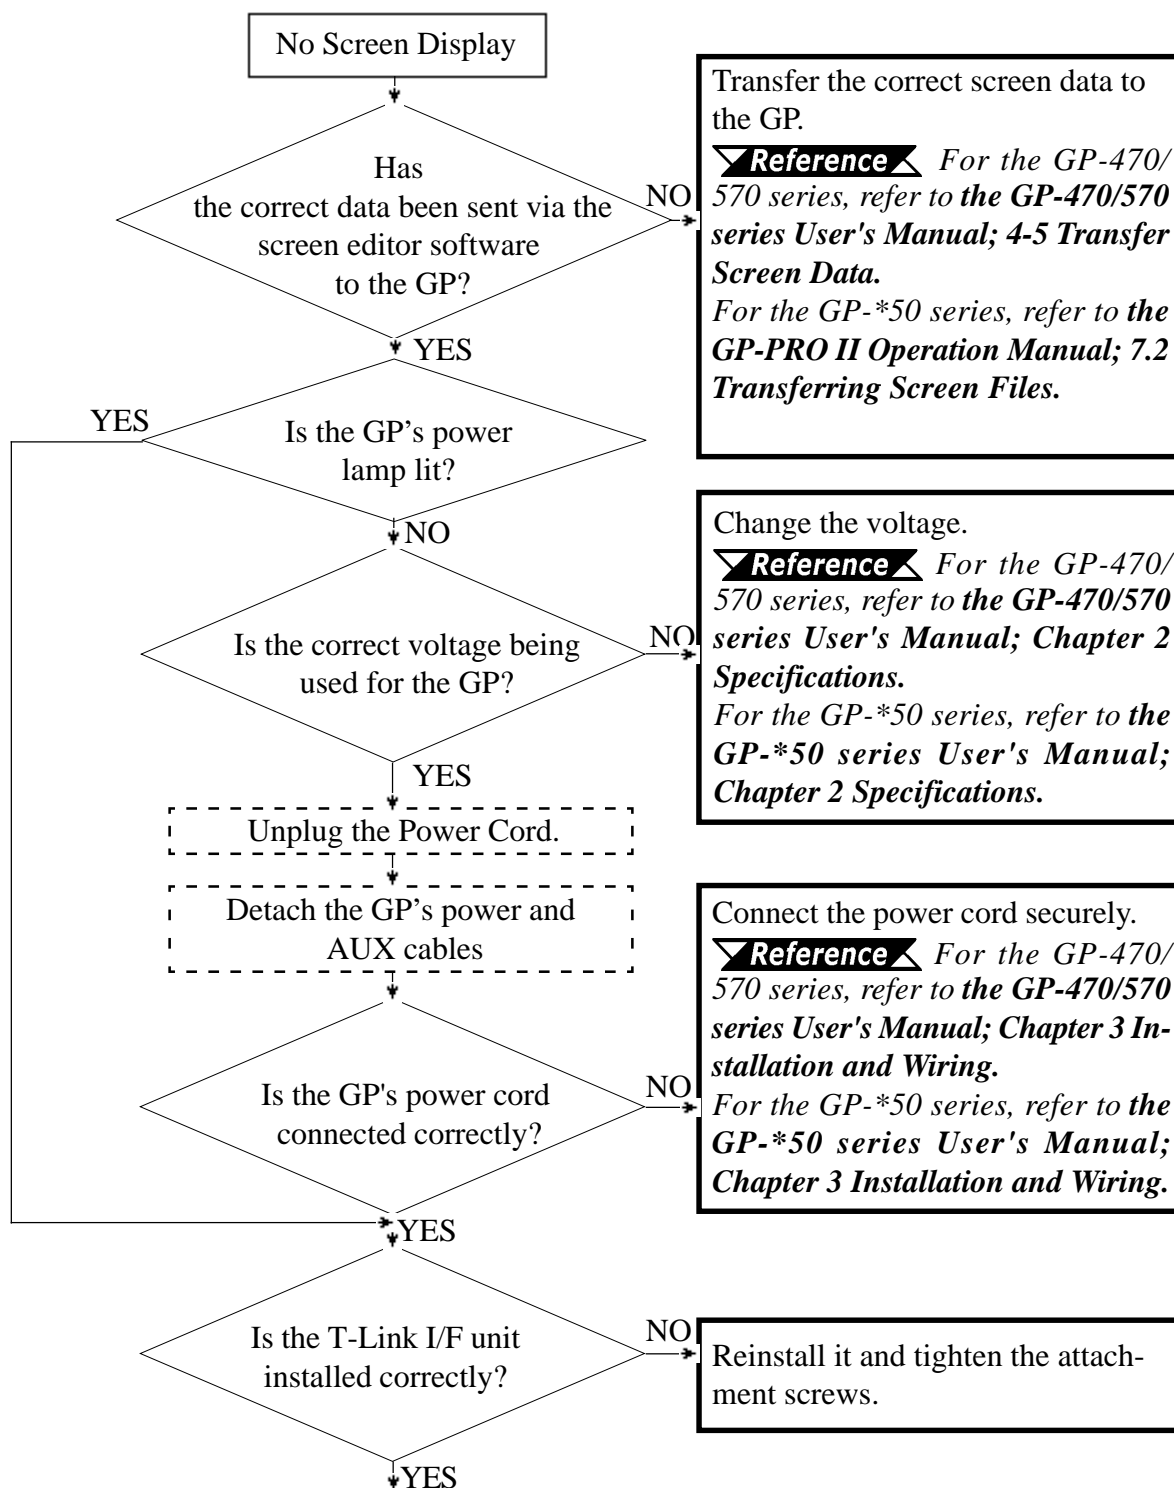 No Screen Display
Has
the correct data been sent via the
screen editor software
to the GP?
NO
Transfer the correct screen data to
the GP.
Reference For the GP-470/
570 series, refer to the GP-470/570
series User's Manual; 4-5 Transfer
Screen Data.
For the GP-*50 series, refer to the
GP-PRO II Operation Manual; 7.2
Transferring Screen Files.
YES
YES
Is the GP’s power
lamp lit?
NO
Is the correct voltage being
used for the GP?
NO
Change the voltage.
Reference For the GP-470/
570 series, refer to the GP-470/570
series User's Manual; Chapter 2
Specifications.
For the GP-*50 series, refer to the
GP-*50 series User's Manual;
Chapter 2 Specifications.
YES
Unplug the Power Cord.
Detach the GP’s power and
AUX cables
Is the GP's power cord
connected correctly?
NO
Connect the power cord securely.
Reference For the GP-470/
570 series, refer to the GP-470/570
series User's Manual; Chapter 3 In-
stallation and Wiring.
For the GP-*50 series, refer to the
GP-*50 series User's Manual;
Chapter 3 Installation and Wiring.
YES
Is the T-Link I/F unit
installed correctly?
NO
Reinstall it and tighten the attach-
ment screws.
YES